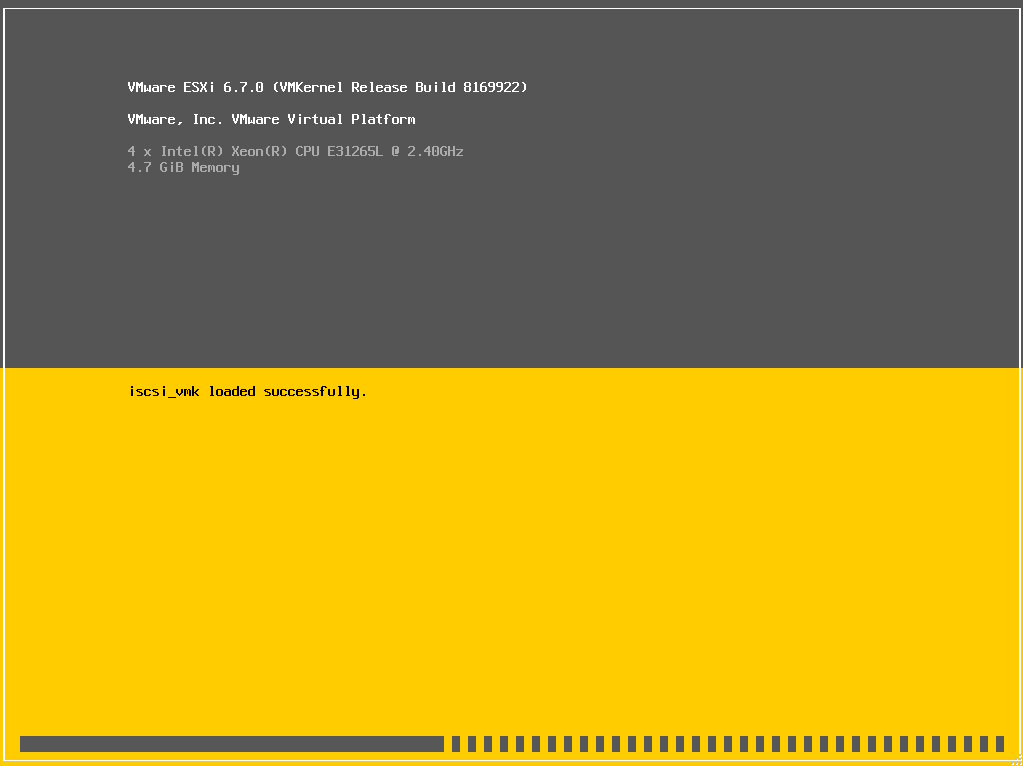 VMware ESXi 6.7.0 (VMKernel Release Build 8169922)
VMware, Inc. VMware Virtual Platform
4 x Intel(R) Xeon(R) CPU E31265L @ 2.40GHz
4.7 GiB Memory
iscsi_vmk loaded successfully.